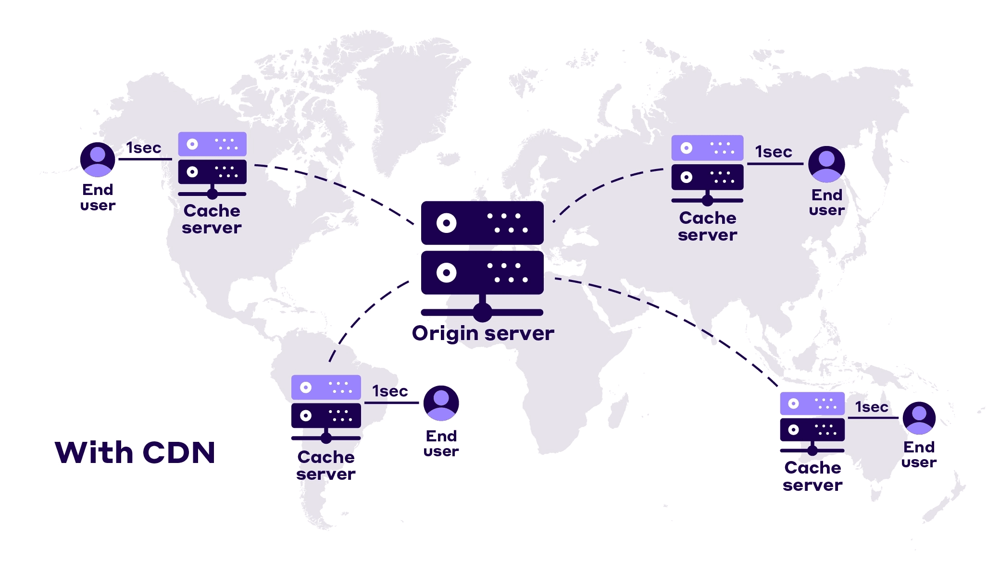 1sec
End
user
Cache
server
1sec
End
user
Cache
server
Origin server
1sec
End
user
Cache
server
1sec
End
user
Cache
server
With CDN